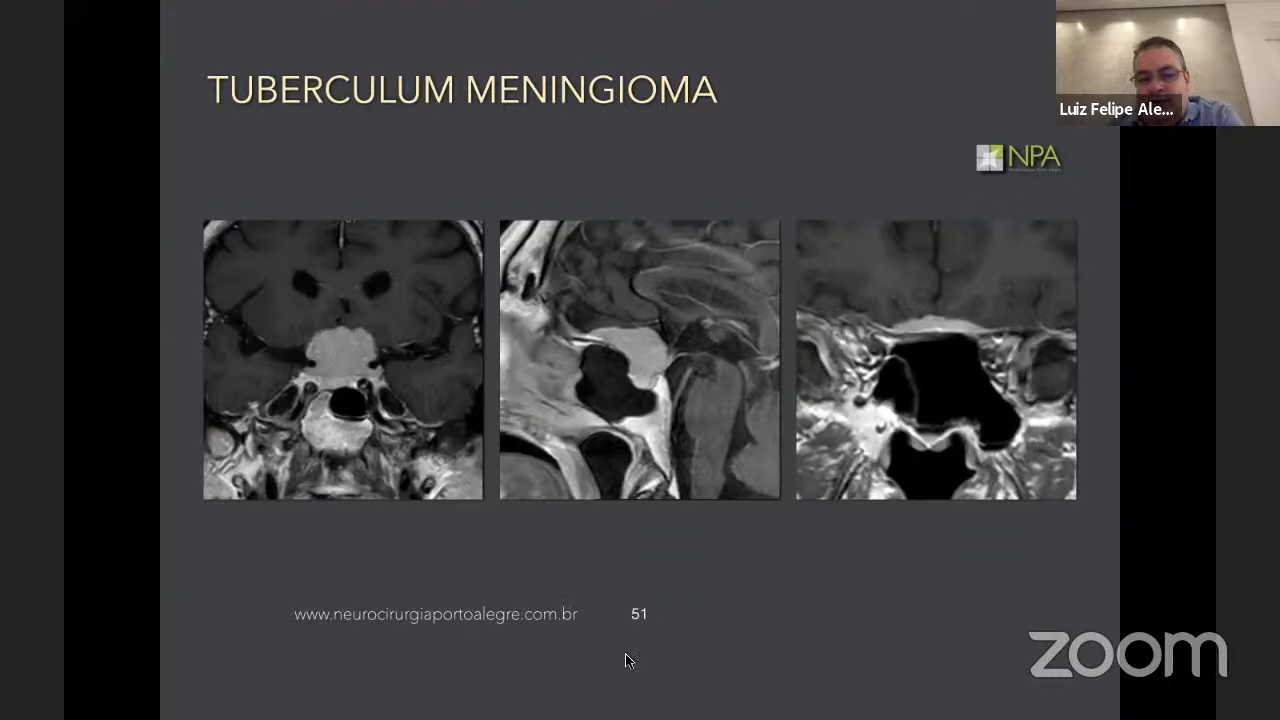 TUBERCULUM MENINGIOMA
Luiz Felipe Ale...
NPA
www.neurocirurgiaportoalegre.com.br
51
zoom